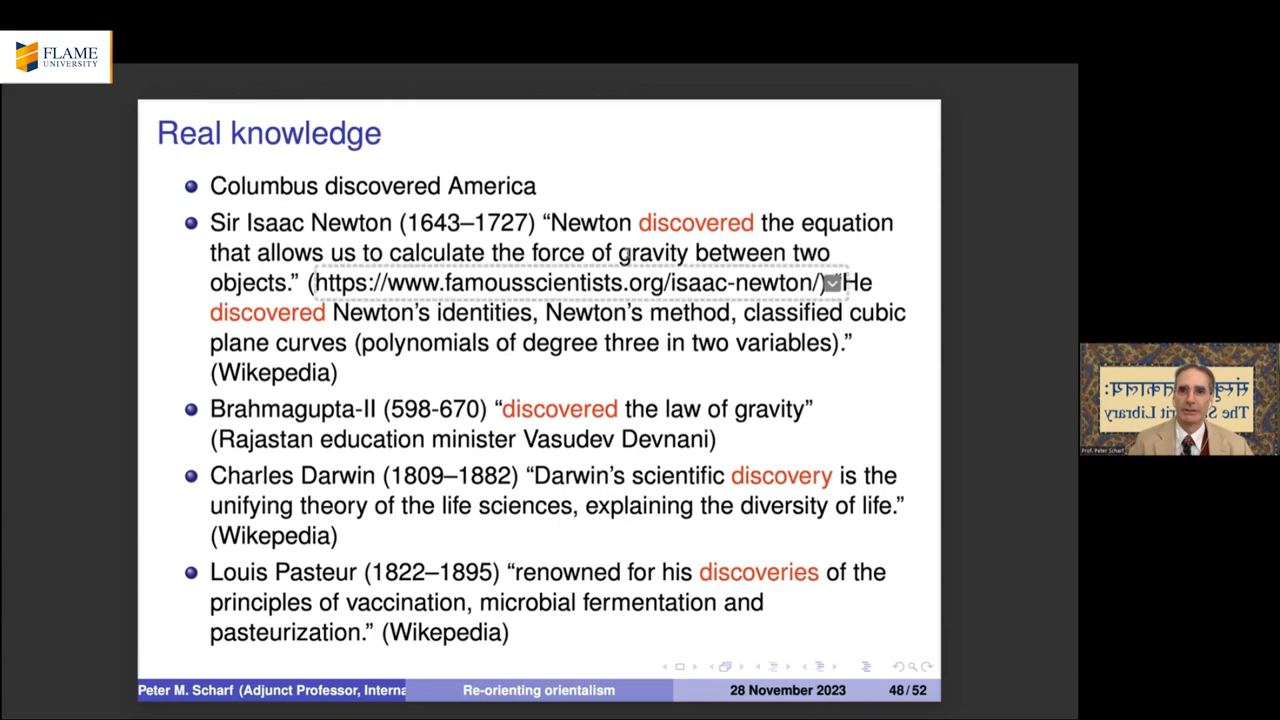 FLAME
UNIVERSITY
Real knowledge
Columbus discovered America
Sir Isaac Newton (1643–1727) “Newton discovered the equation
that allows us to calculate the force of gravity between two
objects.” (https://www.famousscientists.org/isaac-newton/) “He
discovered Newton’s identities, Newton’s method, classified cubic
plane curves (polynomials of degree three in two variables).”
(Wikepedia)
Brahmagupta-II (598-670) “discovered the law of gravity”
(Rajastan education minister Vasudev Devnani)
Charles Darwin (1809–1882) “Darwin’s scientific discovery is the
unifying theory of the life sciences, explaining the diversity of life.”
(Wikepedia)
Louis Pasteur (1822–1895) “renowned for his discoveries of the
principles of vaccination, microbial fermentation and
pasteurization.” (Wikepedia)
Peter M. Scharf (Adjunct Professor, Interna
Re-orienting orientalism
28 November 2023
48/52
Prof. Peter Scharf